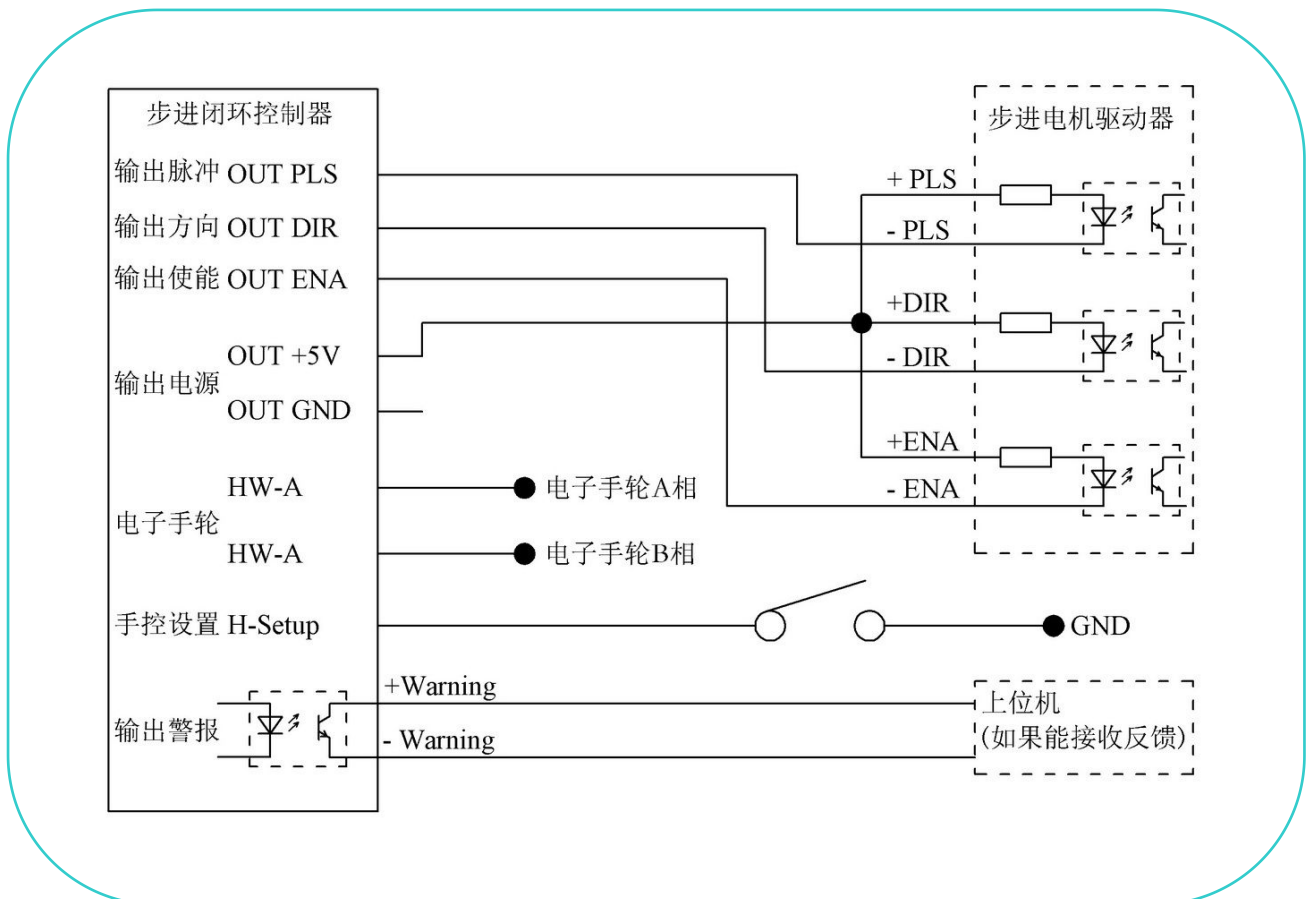 步进闭环控制器
输出脉冲 OUT PLS
输出方向 OUT DIR
输出使能 OUT ENA
OUT +5V
输出电源
OUT GND
HW-A
电子手轮
HW-A
手控设置 H-Setup
输出警报
步进电机驱动器
+ PLS
- PLS
+DIR
- DIR
+ENA
- ENA
电子手轮A相
电子手轮B相
GND
+Warning
- Warning
上位机
(如果能接收反馈)